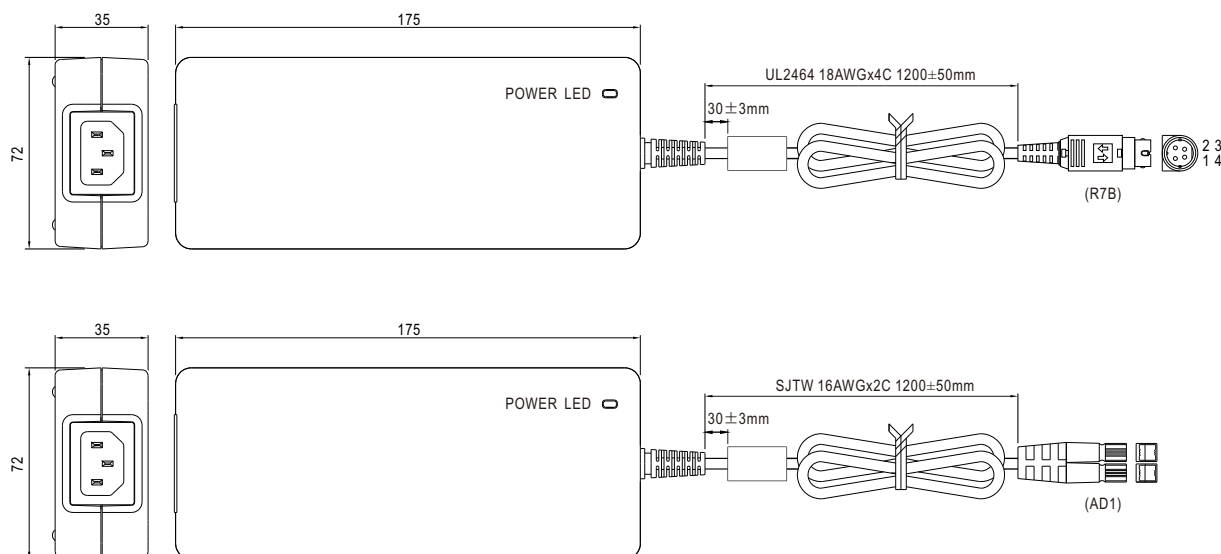 35
175
72
POWER LED
UL2464 18AWGx4C 1200±50mm
30±3mm
2 3
1 4
(R7B)
35
175
72
POWER LED
SJTW 16AWGx2C 1200±50mm
30±3mm
(AD1)